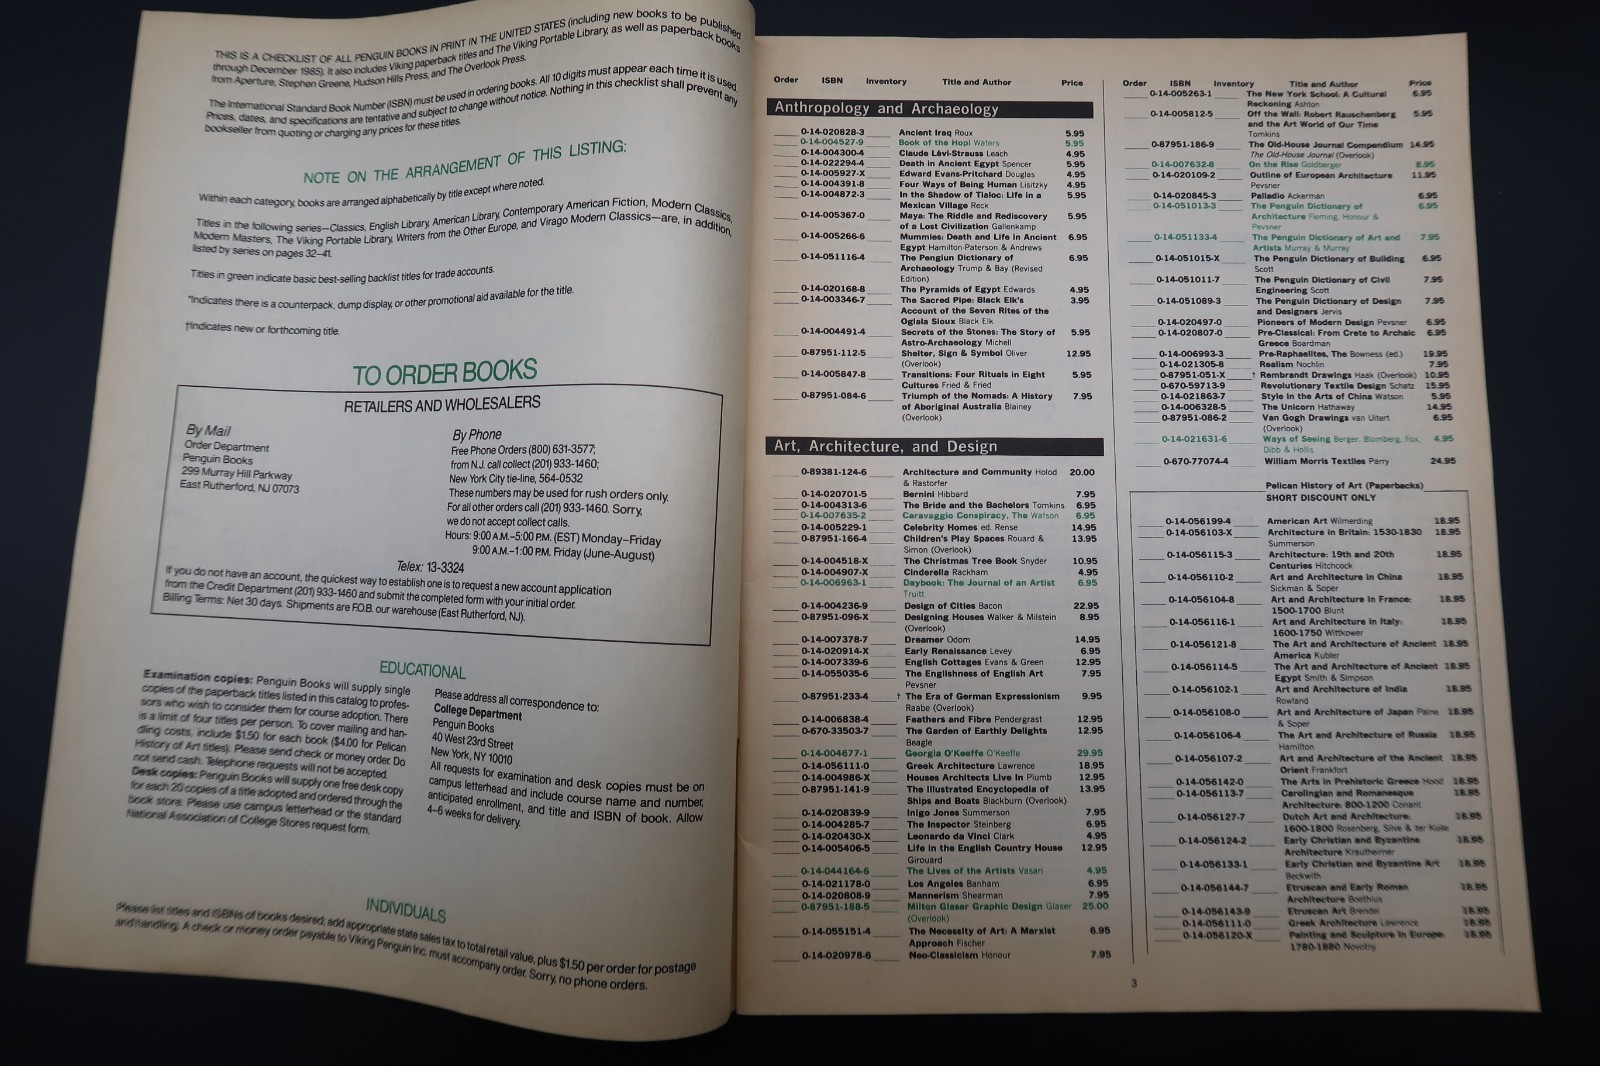 THIS IS A CHECKLIST OF ALL PENGUIN BOOKS IN PRINT IN THE UNITED STATES (including new books to be published
through December 1985). It also includes Viking paperback titles and The Viking Portable Library, as well as paperback books
from Aperture, Stephen Greene, Hudson Hills Press, and The Overlook Press.
The International Standard Book Number (ISBN) must be used in ordering books. All 10 digits must appear each time it is used.
Prices, dates, and specifications are tentative and subject to change without notice. Nothing in this checklist shall prevent any
bookseller from quoting or charging any prices for these titles.
NOTE ON THE ARRANGEMENT OF THIS LISTING:
Within each category, books are arranged alphabetically by title except where noted.
Titles in the following series—Classics, English Library, American Library, Contemporary American Fiction, Modern Classics,
Modern Masters, The Viking Portable Library, Writers from the Other Europe, and Virago Modern Classics—are, in addition,
listed by series on pages 32–41.
Titles in green indicate basic best-selling backlist titles for trade accounts.
*Indicates there is a counterpack, dump display, or other promotional aid available for the title.
†Indicates new or forthcoming title.
TO ORDER BOOKS
RETAILERS AND WHOLESALERS
By Mail
Order Department
Penguin Books
299 Murray Hill Parkway
East Rutherford, NJ 07073
By Phone
Free Phone Orders (800) 631-3577;
from N.J. call collect (201) 933-1460;
New York City tie-line, 564-0532
These numbers may be used for rush orders only.
For all other orders call (201) 933-1460. Sorry,
we do not accept collect calls.
Hours: 9:00 A.M.–5:00 P.M. (EST) Monday–Friday
9:00 A.M.–1:00 P.M. Friday (June-August)
Telex: 13-3324
If you do not have an account, the quickest way to establish one is to request a new account application
from the Credit Department (201) 933-1460 and submit the completed form with your initial order.
Billing Terms: Net 30 days. Shipments are F.O.B. our warehouse (East Rutherford, NJ).
EDUCATIONAL
Examination copies: Penguin Books will supply single
copies of the paperback titles listed in this catalog to profes-
sors who wish to consider them for course adoption. There
is a limit of four titles per person. To cover mailing and han-
dling costs, include $1.50 for each book ($4.00 for Pelican
History of Art titles). Please send check or money order. Do
not send cash. Telephone requests will not be accepted.
Desk copies: Penguin Books will supply one free desk copy
for each 20 copies of a title adopted and ordered through the
book store. Please use campus letterhead or the standard
National Association of College Stores request form.
Please address all correspondence to:
College Department
Penguin Books
40 West 23rd Street
New York, NY 10010
All requests for examination and desk copies must be on
campus letterhead and include course name and number,
anticipated enrollment, and title and ISBN of book. Allow
4–6 weeks for delivery.
INDIVIDUALS
Please list titles and ISBNs of books desired; add appropriate state sales tax to total retail value, plus $1.50 per order for postage
and handling. A check or money order payable to Viking Penguin Inc. must accompany order. Sorry, no phone orders.
Order ISBN Inventory Title and Author Price
Anthropology and Archaeology
0-14-020828-3 Ancient Iraq Roux 5.95
0-14-004527-9 Book of the Hopi Waters 5.95
0-14-004300-4 Claude Lévi-Strauss Leach 4.95
0-14-022294-4 Death in Ancient Egypt Spencer 5.95
0-14-005927-X Edward Evans-Pritchard Douglas 4.95
0-14-004391-8 Four Ways of Being Human Lisitzky 4.95
0-14-004872-3 In the Shadow of Tlaloc: Life in a 5.95
Mexican Village Reck
0-14-005367-0 Maya: The Riddle and Rediscovery 5.95
of a Lost Civilization Gallenkamp
0-14-005266-6 Mummies: Death and Life in Ancient 6.95
Egypt Hamilton-Paterson & Andrews
0-14-051116-4 The Penguin Dictionary of 6.95
Archaeology Trump & Bay (Revised
Edition)
0-14-020168-8 The Pyramids of Egypt Edwards 4.95
0-14-003346-7 The Sacred Pipe: Black Elk's 3.95
Account of the Seven Rites of the
Oglala Sioux Black Elk
0-14-004491-4 Secrets of the Stones: The Story of 5.95
Astro-Archaeology Michell
0-87951-112-5 Shelter, Sign & Symbol Oliver 12.95
(Overlook)
0-14-005847-8 Transitions: Four Rituals in Eight 5.95
Cultures Fried & Fried
0-87951-084-6 Triumph of the Nomads: A History 7.95
of Aboriginal Australia Blainey
(Overlook)
Art, Architecture, and Design
0-89381-124-6 Architecture and Community Holod 20.00
& Rastorfer
0-14-020701-5 Bernini Hibbard 7.95
0-14-004313-6 The Bride and the Bachelors Tomkins 6.95
0-14-007635-2 Caravaggio Conspiracy, The Watson 6.95
0-14-005229-1 Celebrity Homes ed. Rense 14.95
0-87951-166-4 Children's Play Spaces Rouard & 13.95
Simon (Overlook)
0-14-004518-X The Christmas Tree Book Snyder 10.95
0-14-004907-X Cinderella Rackham 4.95
0-14-006963-1 Daybook: The Journal of an Artist 6.95
Truitt
0-14-004236-9 Design of Cities Bacon 22.95
0-87951-096-X Designing Houses Walker & Milstein 8.95
(Overlook)
0-14-007378-7 Dreamer Odom 14.95
0-14-020914-X Early Renaissance Levey 6.95
0-14-007339-6 English Cottages Evans & Green 12.95
0-14-055035-6 The Englishness of English Art 7.95
Pevsner
0-87951-233-4 † The Era of German Expressionism 9.95
Raabe (Overlook)
0-14-006838-4 Feathers and Fibre Pendergrast 12.95
0-670-33503-7 The Garden of Earthly Delights 12.95
Beagle
0-14-004677-1 Georgia O'Keeffe O'Keeffe 29.95
0-14-056111-0 Greek Architecture Lawrence 18.95
0-14-004986-X Houses Architects Live In Plumb 12.95
0-87951-141-9 The Illustrated Encyclopedia of 13.95
Ships and Boats Blackburn (Overlook)
0-14-020839-9 Inigo Jones Summerson 7.95
0-14-004285-7 The Inspector Steinberg 6.95
0-14-020430-X Leonardo da Vinci Clark 4.95
0-14-005406-5 Life in the English Country House 12.95
Girouard
0-14-044164-6 The Lives of the Artists Vasari 4.95
0-14-021178-0 Los Angeles Banham 6.95
0-14-020808-9 Mannerism Shearman 7.95
0-87951-188-5 Milton Glaser Graphic Design Glaser 25.00
(Overlook)
0-14-055151-4 The Necessity of Art: A Marxist 6.95
Approach Fischer
0-14-020978-6 Neo-Classicism Honour 7.95
Order ISBN Inventory Title and Author Price
0-14-005263-1 The New York School: A Cultural 6.95
Reckoning Ashton
0-14-005812-5 Off the Wall: Robert Rauschenberg 5.95
and the Art World of Our Time
Tomkins
0-87951-186-9 The Old-House Journal Compendium 14.95
The Old-House Journal (Overlook)
0-14-007632-8 On the Rise Goldberger 8.95
0-14-020109-2 Outline of European Architecture 11.95
Pevsner
0-14-020845-3 Palladio Ackerman 6.95
0-14-051013-3 The Penguin Dictionary of 6.95
Architecture Fleming, Honour &
Pevsner
0-14-051133-4 The Penguin Dictionary of Art and 7.95
Artists Murray & Murray
0-14-051015-X The Penguin Dictionary of Building 6.95
Scott
0-14-051011-7 The Penguin Dictionary of Civil 7.95
Engineering Scott
0-14-051089-3 The Penguin Dictionary of Design 7.95
and Designers Jervis
0-14-020497-0 Pioneers of Modern Design Pevsner 6.95
0-14-020807-0 Pre-Classical: From Crete to Archaic 6.95
Greece Boardman
0-14-006993-3 Pre-Raphaelites, The Bowness (ed.) 19.95
0-14-021305-8 Realism Nochlin 7.95
0-87951-051-X † Rembrandt Drawings Haak (Overlook) 10.95
0-670-59713-9 Revolutionary Textile Design Schatz 15.95
0-14-021863-7 Style in the Arts of China Watson 5.95
0-14-006328-5 The Unicorn Hathaway 14.95
0-87951-086-2 Van Gogh Drawings van Uitert 6.95
(Overlook)
0-14-021631-6 Ways of Seeing Berger, Blomberg, Fox, 4.95
Dibb & Hollis
0-670-77074-4 William Morris Textiles Parry 24.95
Pelican History of Art (Paperbacks)
SHORT DISCOUNT ONLY
0-14-056199-4 American Art Wilmerding 18.95
0-14-056103-X Architecture in Britain: 1530-1830 18.95
Summerson
0-14-056115-3 Architecture: 19th and 20th 18.95
Centuries Hitchcock
0-14-056110-2 Art and Architecture in China 18.95
Sickman & Soper
0-14-056104-8 Art and Architecture in France: 18.95
1500-1700 Blunt
0-14-056116-1 Art and Architecture in Italy: 18.95
1600-1750 Wittkower
0-14-056121-8 The Art and Architecture of Ancient 18.95
America Kubler
0-14-056114-5 The Art and Architecture of Ancient 18.95
Egypt Smith & Simpson
0-14-056102-1 Art and Architecture of India 18.95
Rowland
0-14-056108-0 Art and Architecture of Japan Paine 18.95
& Soper
0-14-056106-4 The Art and Architecture of Russia 18.95
Hamilton
0-14-056107-2 Art and Architecture of the Ancient 18.95
Orient Frankfort
0-14-056142-0 The Arts in Prehistoric Greece Hood 18.95
0-14-056113-7 Carolingian and Romanesque 18.95
Architecture: 800-1200 Conant
0-14-056127-7 Dutch Art and Architecture: 18.95
1600-1800 Rosenberg, Slive & ter Kuile
0-14-056124-2 Early Christian and Byzantine 18.95
Architecture Krautheimer
0-14-056133-1 Early Christian and Byzantine Art 18.95
Beckwith
0-14-056144-7 Etruscan and Early Roman 18.95
Architecture Boethius
0-14-056143-9 Etruscan Art Brendel 18.95
0-14-056111-0 Greek Architecture Lawrence 18.95
0-14-056120-X Painting and Sculpture in Europe: 18.95
1780-1880 Novotny
3